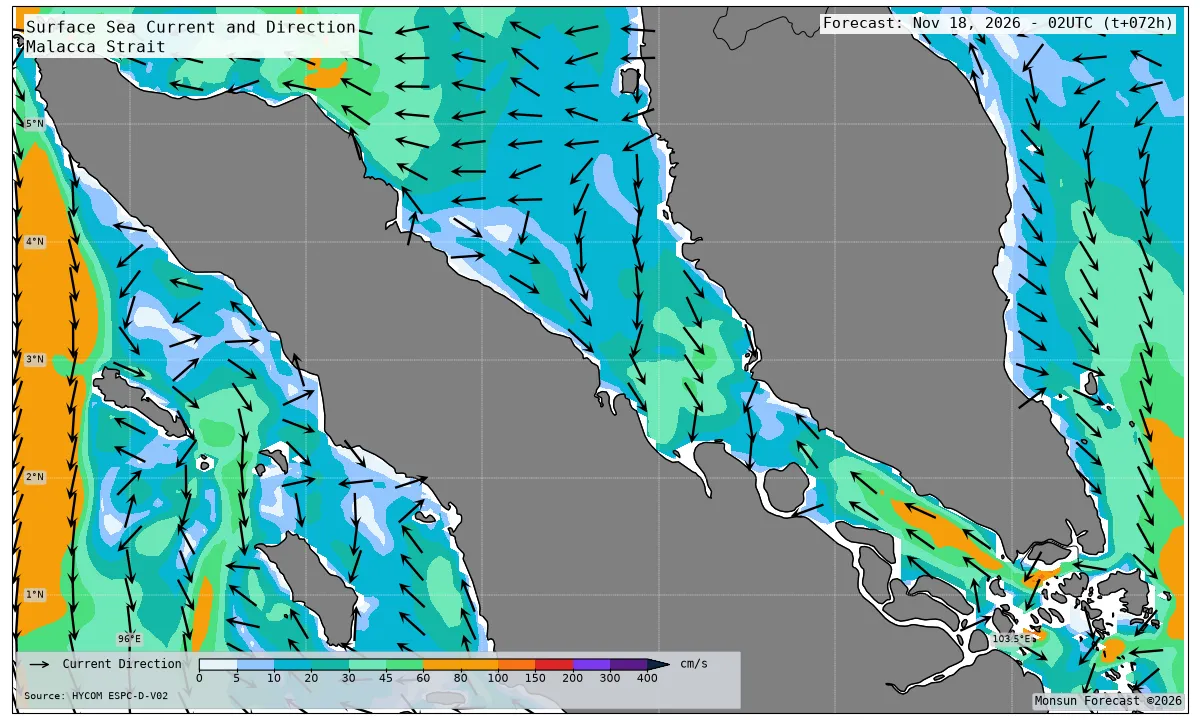 Surface Sea Current and Direction
Malacca Strait
Forecast: Nov 18, 2026 - 02UTC (t+072h)
5°N
4°N
3°N
2°N
1°N
96°E
103.5°E
Current Direction
0 5 10 20 30 45 60 80 100 150 200 300 400
cm/s
Source: HYCOM ESPC-D-V02
Monsun Forecast ©2026